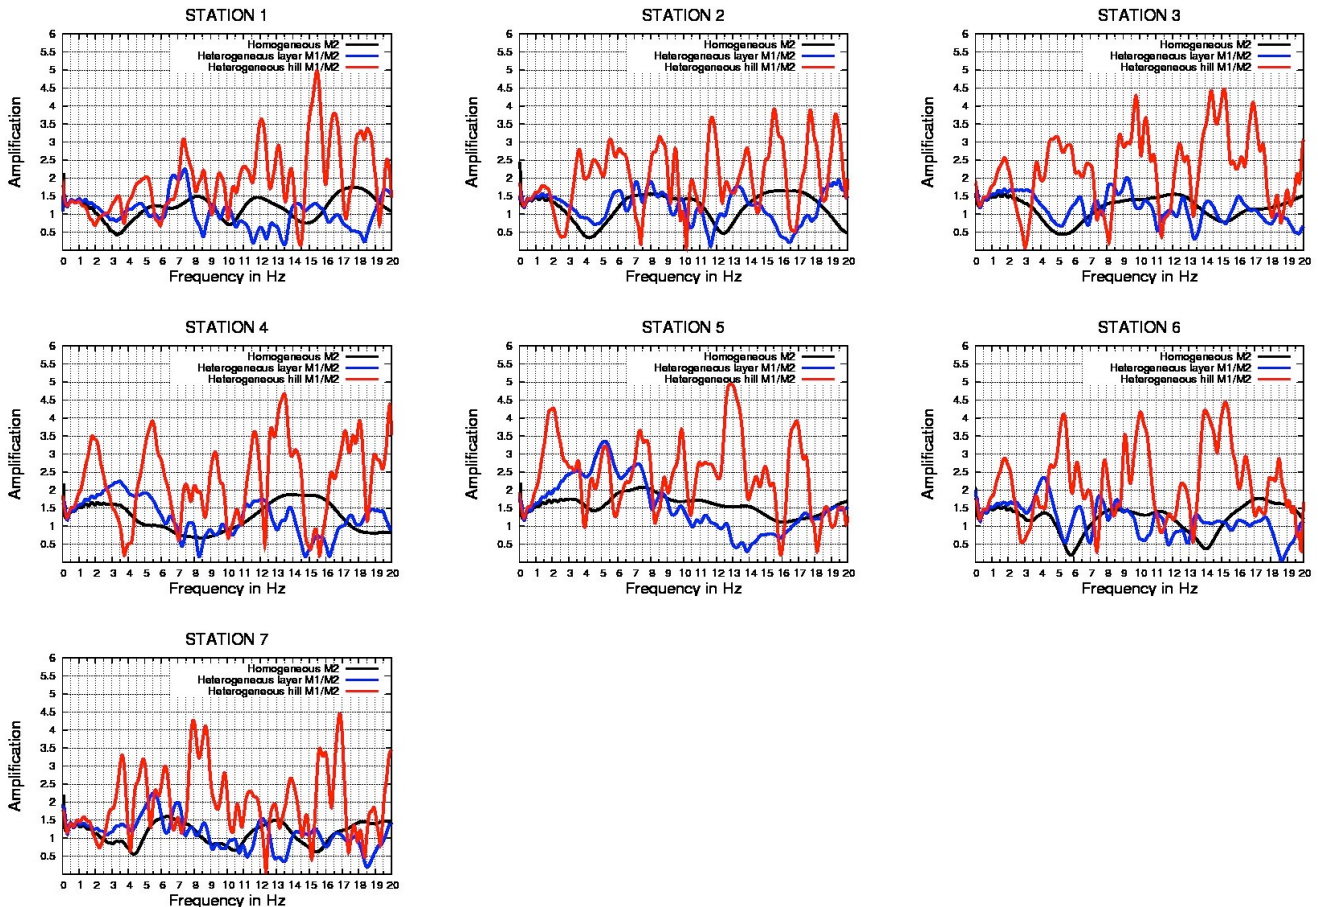 STATION 1
6
5.5
5
4.5
4
3.5
3
2.5
2
1.5
1
0.5
Amplification
Homogeneous M2
Heterogeneous layer M1/M2
Heterogeneous hill M1/M2
0 1 2 3 4 5 6 7 8 9 10 11 12 13 14 15 16 17 18 19 20
Frequency in Hz
STATION 2
6
5.5
5
4.5
4
3.5
3
2.5
2
1.5
1
0.5
Amplification
Homogeneous M2
Heterogeneous layer M1/M2
Heterogeneous hill M1/M2
0 1 2 3 4 5 6 7 8 9 10 11 12 13 14 15 16 17 18 19 20
Frequency in Hz
STATION 3
6
5.5
5
4.5
4
3.5
3
2.5
2
1.5
1
0.5
Amplification
Homogeneous M2
Heterogeneous layer M1/M2
Heterogeneous hill M1/M2
0 1 2 3 4 5 6 7 8 9 10 11 12 13 14 15 16 17 18 19 20
Frequency in Hz
STATION 4
6
5.5
5
4.5
4
3.5
3
2.5
2
1.5
1
0.5
Amplification
Homogeneous M2
Heterogeneous layer M1/M2
Heterogeneous hill M1/M2
0 1 2 3 4 5 6 7 8 9 10 11 12 13 14 15 16 17 18 19 20
Frequency in Hz
STATION 5
6
5.5
5
4.5
4
3.5
3
2.5
2
1.5
1
0.5
Amplification
Homogeneous M2
Heterogeneous layer M1/M2
Heterogeneous hill M1/M2
0 1 2 3 4 5 6 7 8 9 10 11 12 13 14 15 16 17 18 19 20
Frequency in Hz
STATION 6
6
5.5
5
4.5
4
3.5
3
2.5
2
1.5
1
0.5
Amplification
Homogeneous M2
Heterogeneous layer M1/M2
Heterogeneous hill M1/M2
0 1 2 3 4 5 6 7 8 9 10 11 12 13 14 15 16 17 18 19 20
Frequency in Hz
STATION 7
6
5.5
5
4.5
4
3.5
3
2.5
2
1.5
1
0.5
Amplification
Homogeneous M2
Heterogeneous layer M1/M2
Heterogeneous hill M1/M2
0 1 2 3 4 5 6 7 8 9 10 11 12 13 14 15 16 17 18 19 20
Frequency in Hz